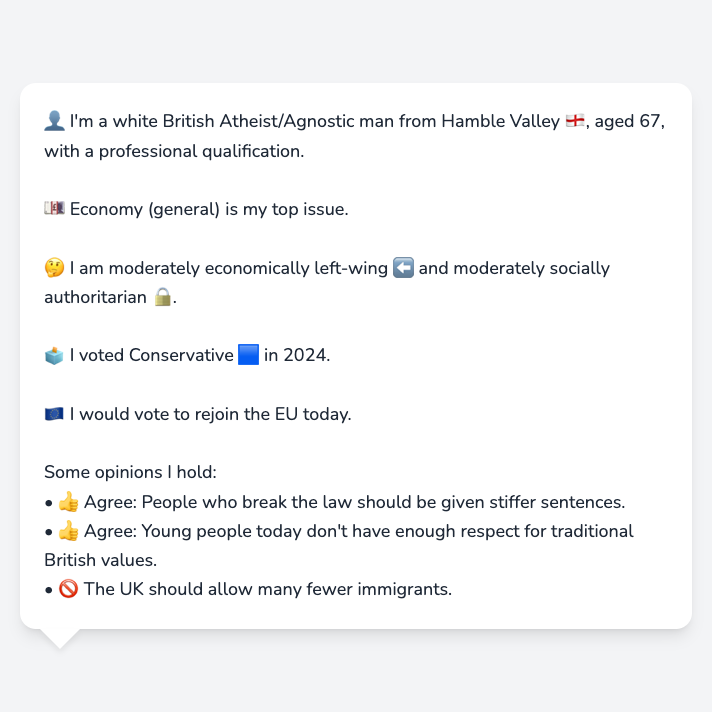 👤 I'm a white British Atheist/Agnostic man from Hamble Valley 🏴󠁧󠁢󠁥󠁮󠁧󠁿, aged 67,
with a professional qualification.
💷 Economy (general) is my top issue.
🤔 I am moderately economically left-wing ⬅️ and moderately socially
authoritarian 🔒.
🗳️ I voted Conservative 🟦 in 2024.
🇪🇺 I would vote to rejoin the EU today.
Some opinions I hold:
• 👍 Agree: People who break the law should be given stiffer sentences.
• 👍 Agree: Young people today don't have enough respect for traditional
British values.
• 🚫 The UK should allow many fewer immigrants.